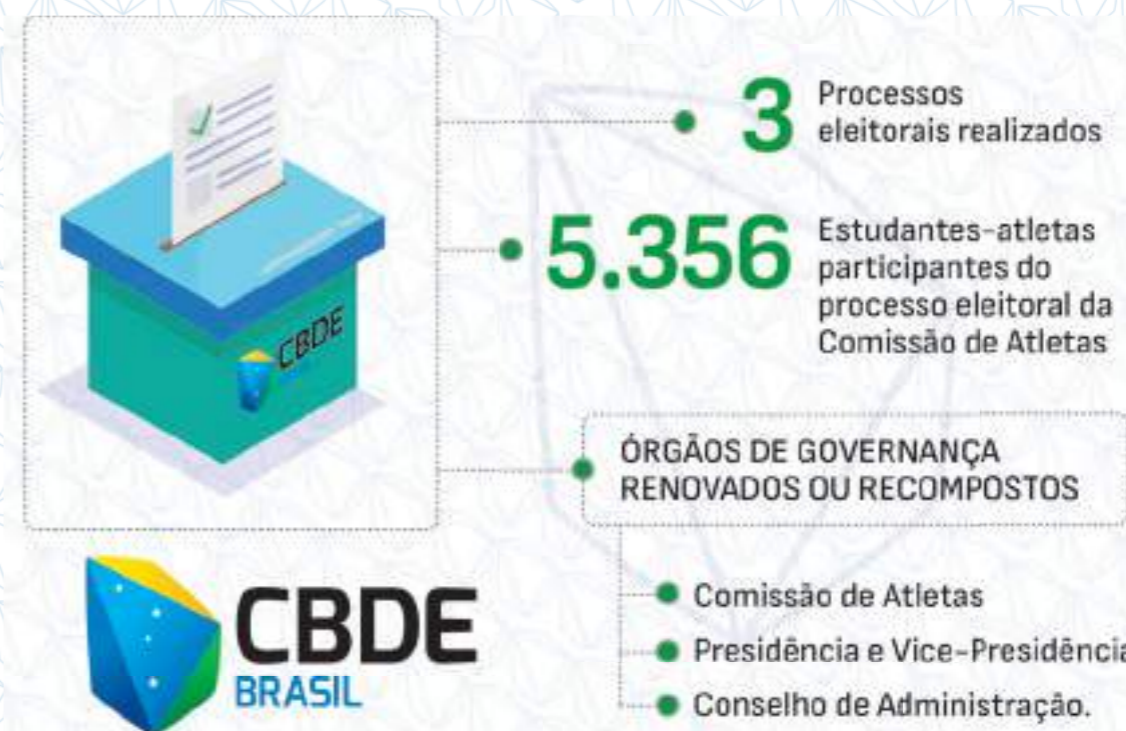 3
Processos
eleitorais realizados
5.356
Estudantes-atletas
participantes do
processo eleitoral da
Comissão de Atletas
CBDE
ÓRGÃOS DE GOVERNANÇA
RENOVADOS OU RECOMPOSTOS
Comissão de Atletas
Presidência e Vice-Presidência
Conselho de Administração.
CBDE
BRASIL